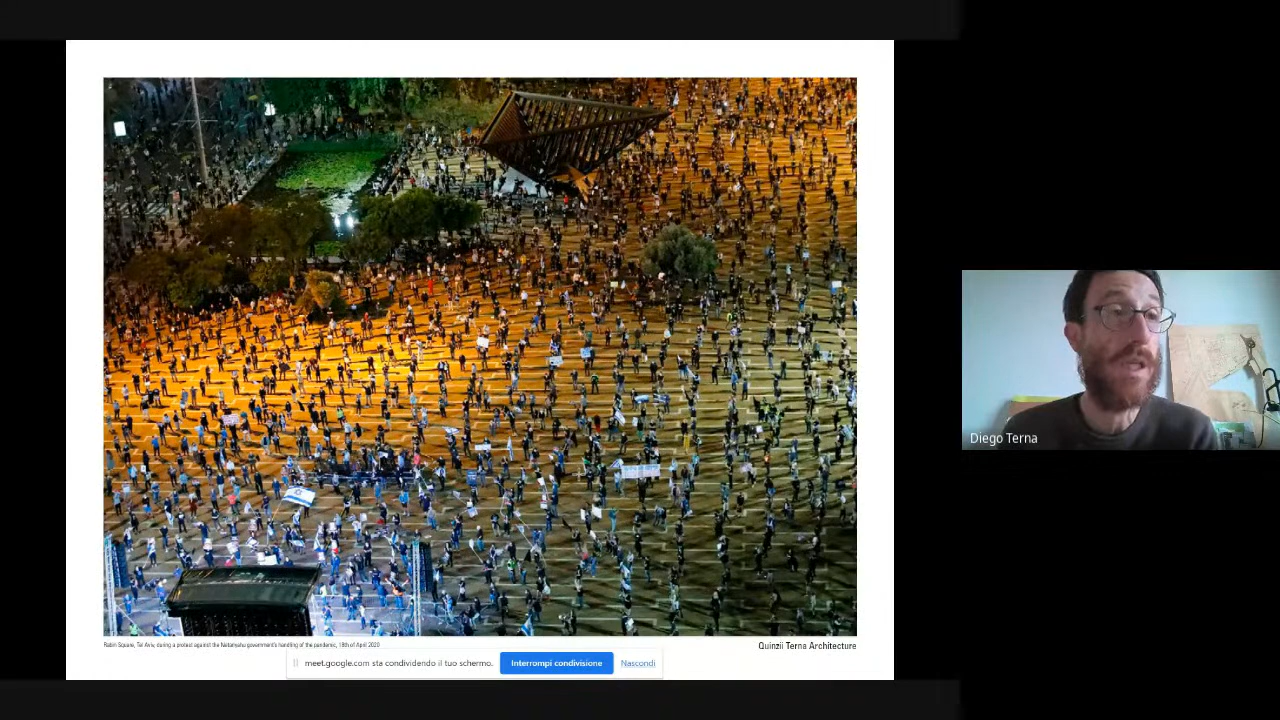 Rabin Square, Tel Aviv, during a protest against the Netanyahu government's handling of the pandemic, 19th of April 2020
Quinzii Terna Architecture
meet.google.com sta condividendo il tuo schermo.
Interrompi condivisione
Nascondi
Diego Terna